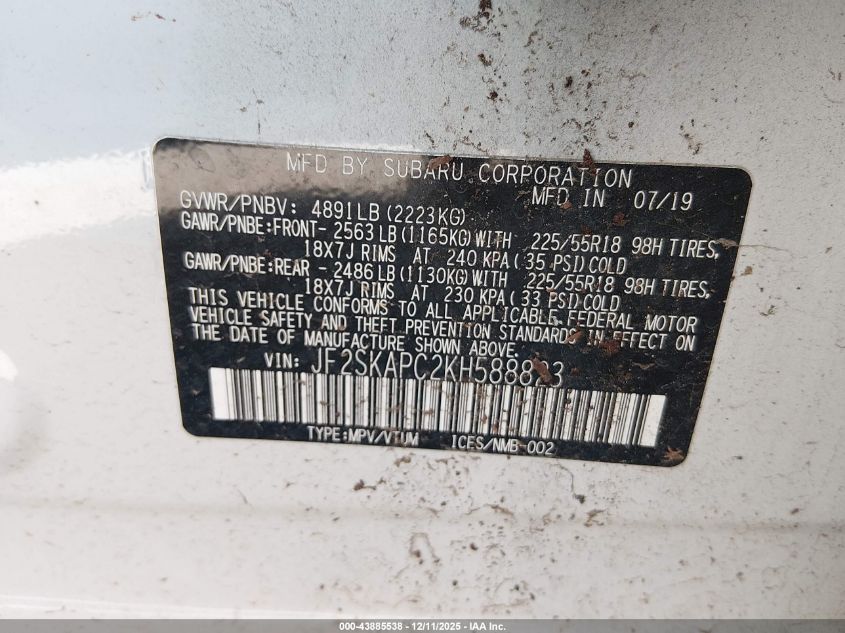 MFD BY SUBARU CORPORATION
MFD IN 07/19
GVWR/PNBV: 4891LB (2223KG)
GAWR/PNBE:FRONT- 2563LB(1165KG)WITH 225/55R18 98H TIRES,
18X7J RIMS AT 240 KPA(35 PSI)COLD
GAWR/PNBE:REAR - 2486LB(1130KG)WITH 225/55R18 98H TIRES,
18X7J RIMS AT 230 KPA(33 PSI)COLD
THIS VEHICLE CONFORMS TO ALL APPLICABLE FEDERAL MOTOR
VEHICLE SAFETY AND THEFT PREVENTION STANDARDS IN EFFECT ON
THE DATE OF MANUFACTURE SHOWN ABOVE.
VIN: JF2SKAPC2KH588823
TYPE:MPV/VTUM ICES/NMB-002
000-43885538 - 12/11/2025 - IAA Inc.